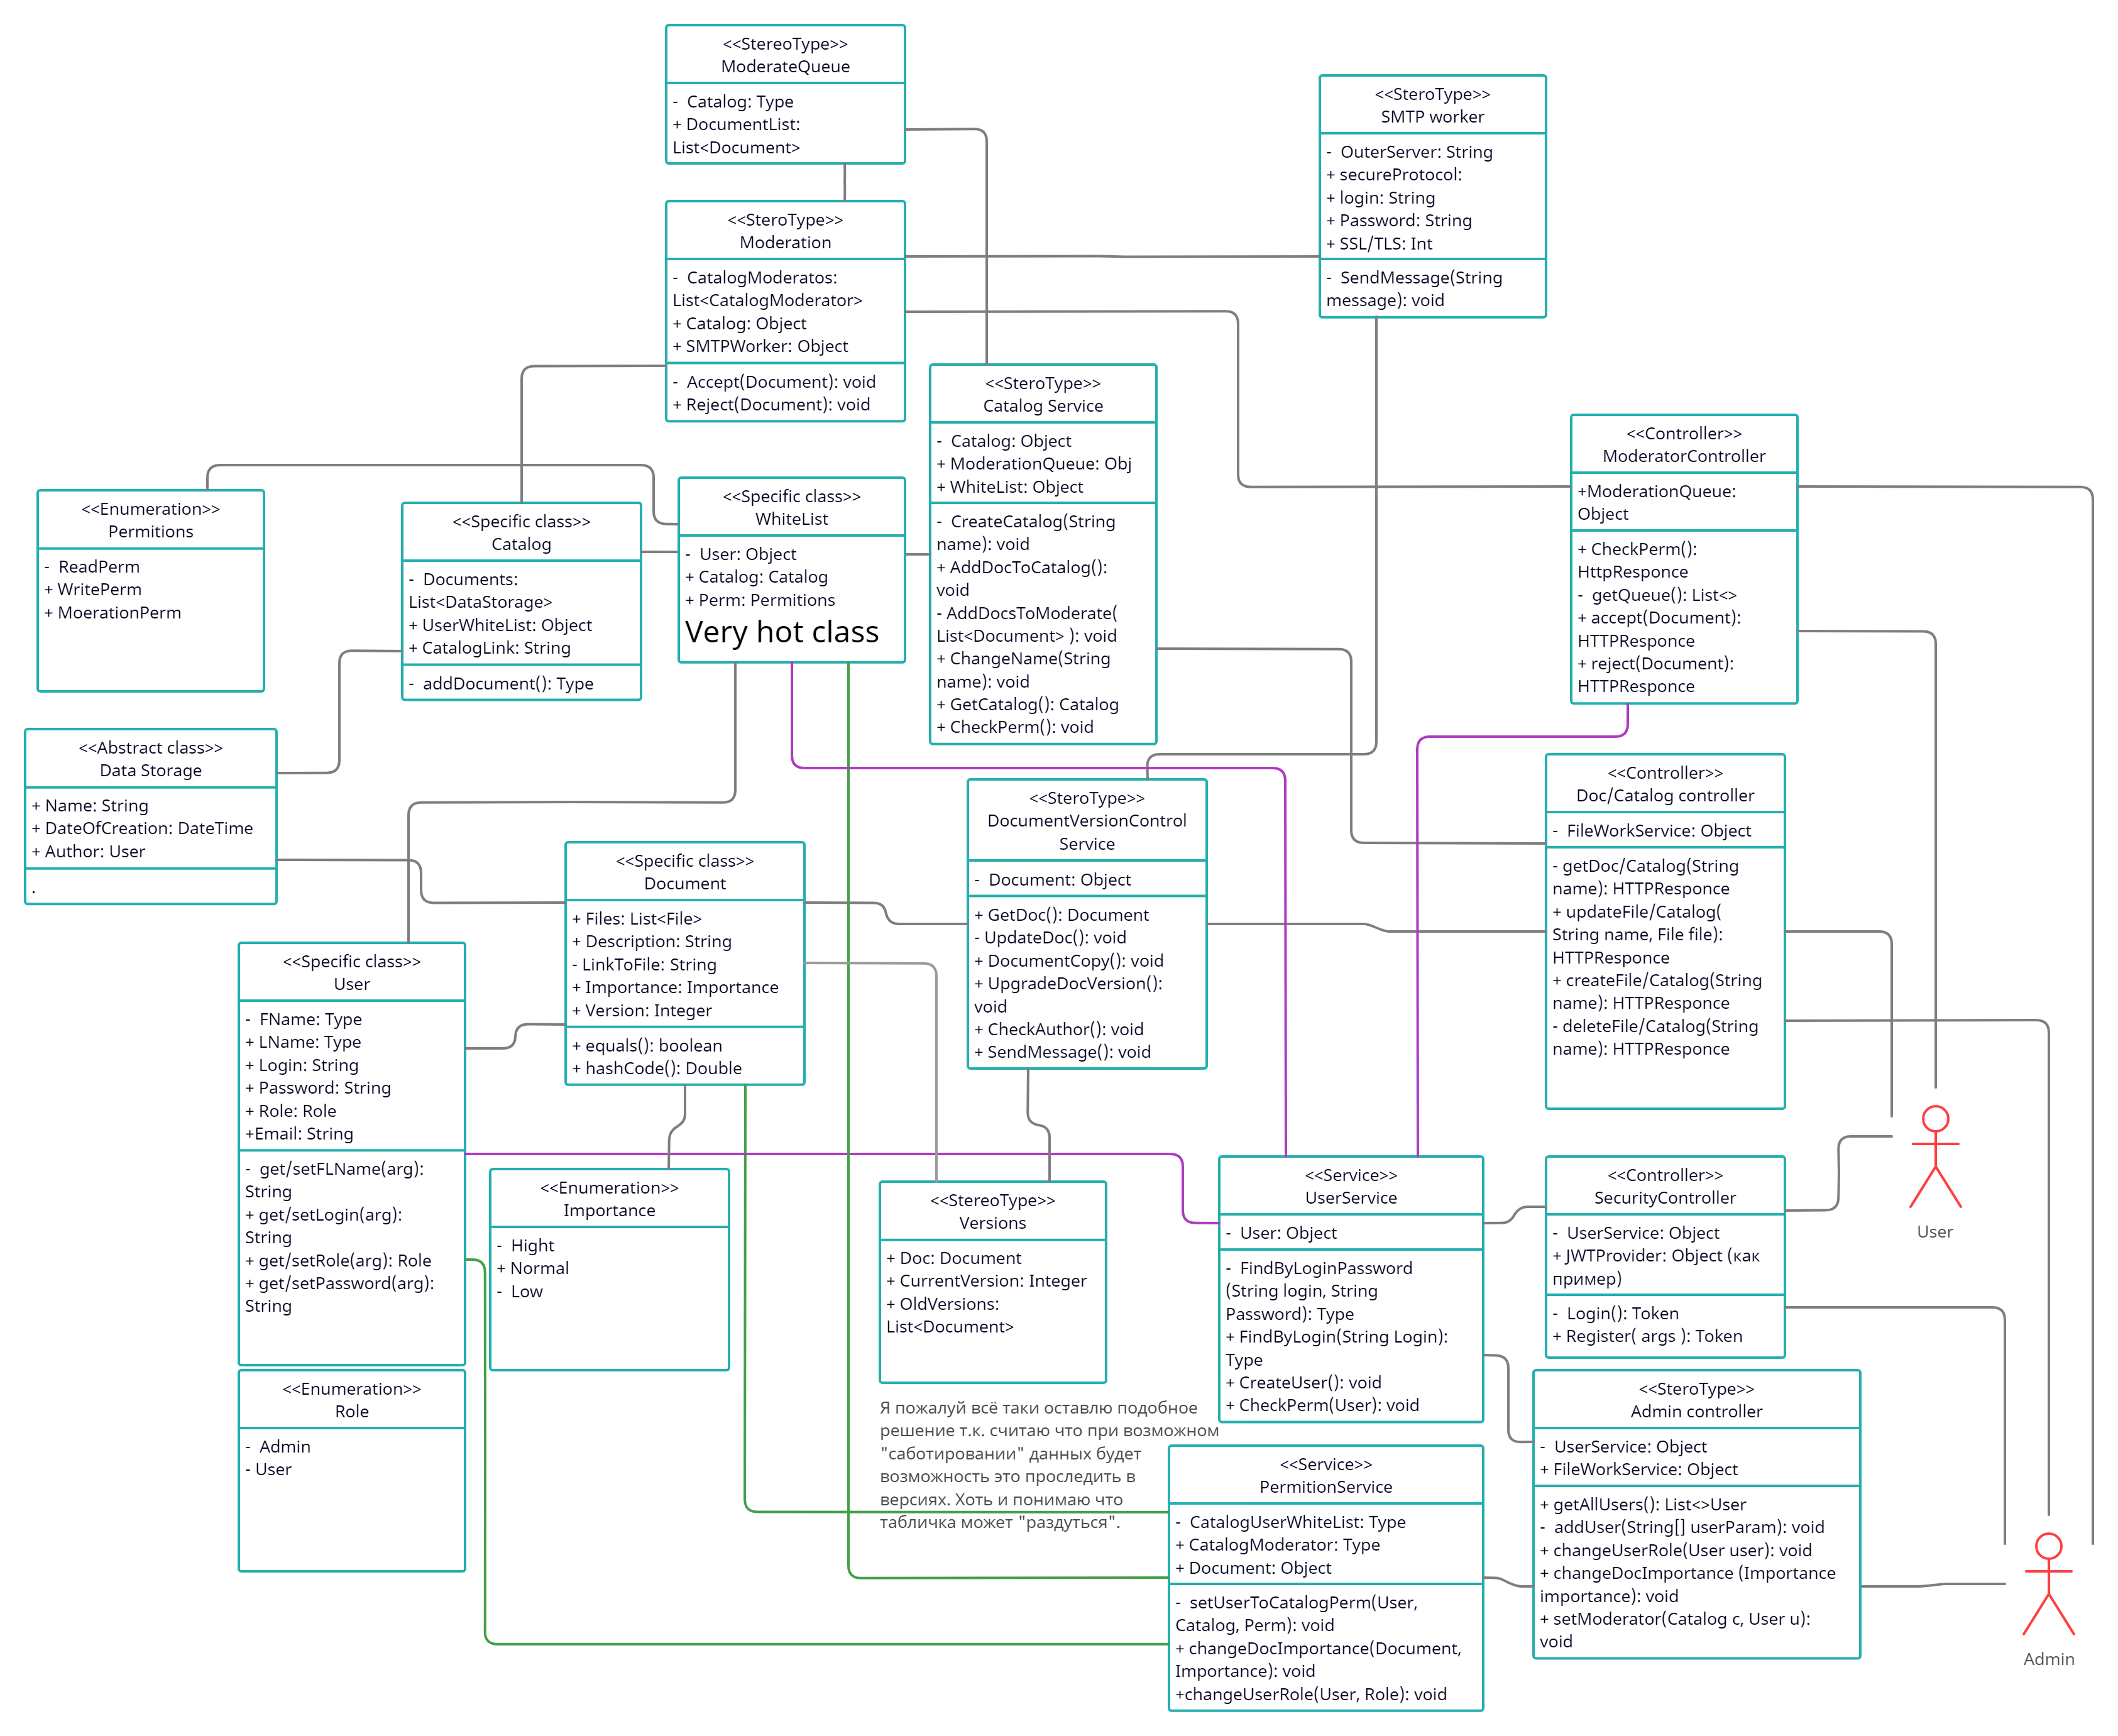 <<StereoType>>
ModerateQueue
-  Catalog: Type
+ DocumentList:
List<Document>
<<SteroType>>
SMTP worker
-  OuterServer: String
+ secureProtocol:
+ login: String
+ Password: String
+ SSL/TLS: Int
-  SendMessage(String
message): void
<<SteroType>>
Moderation
-  CatalogModeratos:
List<CatalogModerator>
+ Catalog: Object
+ SMTPWorker: Object
-  Accept(Document): void
+ Reject(Document): void
<<SteroType>>
Catalog Service
-  Catalog: Object
+ ModerationQueue: Obj
+ WhiteList: Object
-  CreateCatalog(String
name): void
+ AddDocToCatalog():
void
- AddDocsToModerate(
List<Document> ): void
+ ChangeName(String
name): void
+ GetCatalog(): Catalog
+ CheckPerm(): void
<<Controller>>
ModeratorController
+ModerationQueue:
Object
+ CheckPerm():
HttpResponce
-  getQueue(): List<>
+ accept(Document):
HTTPResponce
+ reject(Document):
HTTPResponce
<<Enumeration>>
Permitions
-  ReadPerm
+ WritePerm
+ MoerationPerm
<<Specific class>>
Catalog
-  Documents:
List<DataStorage>
+ UserWhiteList: Object
+ CatalogLink: String
-  addDocument(): Type
<<Specific class>>
WhiteList
-  User: Object
+ Catalog: Catalog
+ Perm: Permitions
Very hot class
<<Abstract class>>
Data Storage
+ Name: String
+ DateOfCreation: DateTime
+ Author: User
.
<<Specific class>>
Document
+ Files: List<File>
+ Description: String
- LinkToFile: String
+ Importance: Importance
+ Version: Integer
+ equals(): boolean
+ hashCode(): Double
<<SteroType>>
DocumentVersionControl
Service
-  Document: Object
+ GetDoc(): Document
- UpdateDoc(): void
+ DocumentCopy(): void
+ UpgradeDocVersion():
void
+ CheckAuthor(): void
+ SendMessage(): void
<<Controller>>
Doc/Catalog controller
-  FileWorkService: Object
- getDoc/Catalog(String
name): HTTPResponce
+ updateFile/Catalog(
String name, File file):
HTTPResponce
+ createFile/Catalog(String
name): HTTPResponce
- deleteFile/Catalog(String
name): HTTPResponce
<<Specific class>>
User
-  FName: Type
+ LName: Type
+ Login: String
+ Password: String
+ Role: Role
+Email: String
-  get/setFLName(arg):
String
+ get/setLogin(arg):
String
+ get/setRole(arg): Role
+ get/setPassword(arg):
String
<<Enumeration>>
Importance
-  Hight
+ Normal
-  Low
<<StereoType>>
Versions
+ Doc: Document
+ CurrentVersion: Integer
+ OldVersions:
List<Document>
<<Service>>
UserService
-  User: Object
-  FindByLoginPassword
(String login, String
Password): Type
+ FindByLogin(String Login):
Type
+ CreateUser(): void
+ CheckPerm(User): void
<<Controller>>
SecurityController
-  UserService: Object
+ JWTProvider: Object (как
пример)
-  Login(): Token
+ Register( args ): Token
User
<<Enumeration>>
Role
-  Admin
- User
Я пожалуй всё таки оставлю подобное
решение т.к. считаю что при возможном
"саботировании" данных будет
возможность это проследить в
версиях. Хоть и понимаю что
табличка может "раздуться".
<<Service>>
PermitionService
-  CatalogUserWhiteList: Type
+ CatalogModerator: Type
+ Document: Object
-  setUserToCatalogPerm(User,
Catalog, Perm): void
+ changeDocImportance(Document,
Importance): void
+changeUserRole(User, Role): void
<<SteroType>>
Admin controller
-  UserService: Object
+ FileWorkService: Object
+ getAllUsers(): List<>User
-  addUser(String[] userParam): void
+ changeUserRole(User user): void
+ changeDocImportance (Importance
importance): void
+ setModerator(Catalog c, User u):
void
Admin